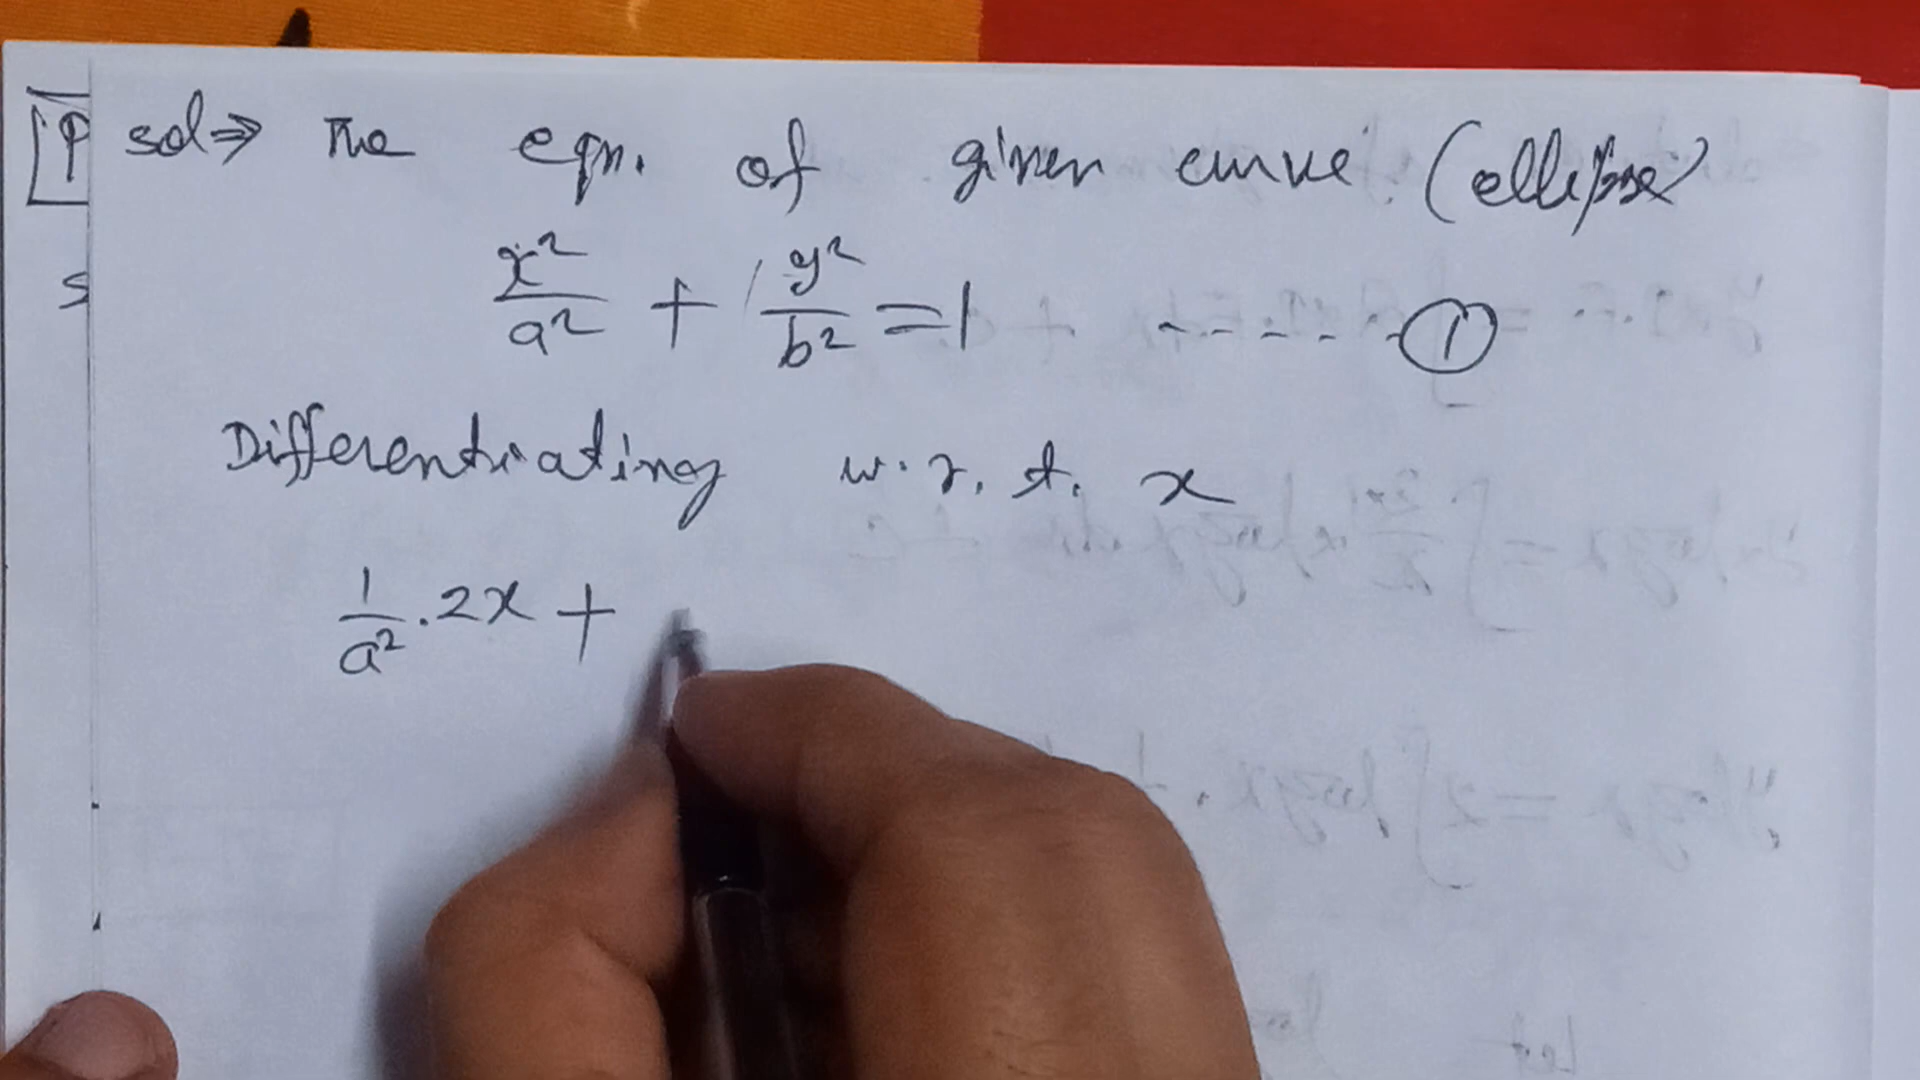 sol ⇒ The eqn. of given curve (ellipse)
x²/a² + y²/b² = 1 - - - - - ①
Differentiating w.r.t. x
1/a² . 2x +